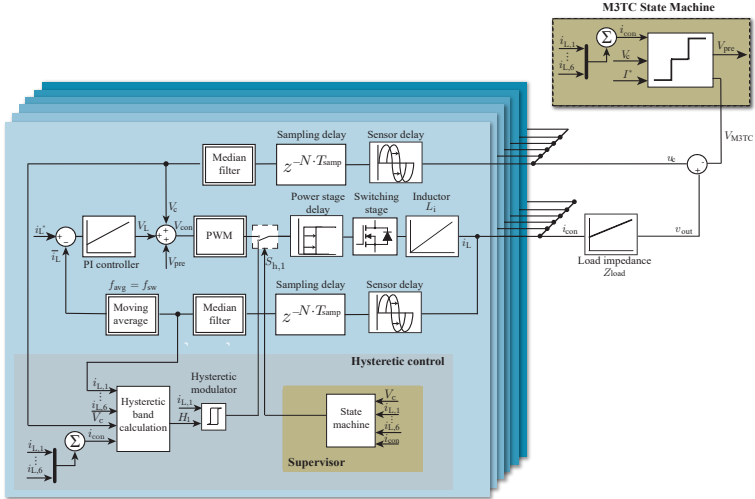 M3TC State Machine
i_L,1
⋮
i_L,6
Σ
i_con
V_c
I*
V_pre
V_M3TC
Sampling delay
Sensor delay
Median
filter
z^-N·T_samp
u_c
-
+
V_c
Power stage
delay
Switching
stage
Inductor
L_i
i_L*
+
−
i_L
PI controller
V_L
+
+
+
V_con
V_pre
PWM
S_h,1
i_L
i_con
Load impedance
Z_load
v_out
f_avg = f_sw
Moving
average
Median
filter
Sampling delay
z^-N·T_samp
Sensor delay
Hysteretic control
i_L,1
⋮
i_L,6
V_c
i_con
Hysteretic
band
calculation
Hysteretic
modulator
i_L,1
H_1
i_L,1
⋮
i_L,6
Σ
State
machine
V_c
i_L,1
⋮
i_L,6
i_con
Supervisor